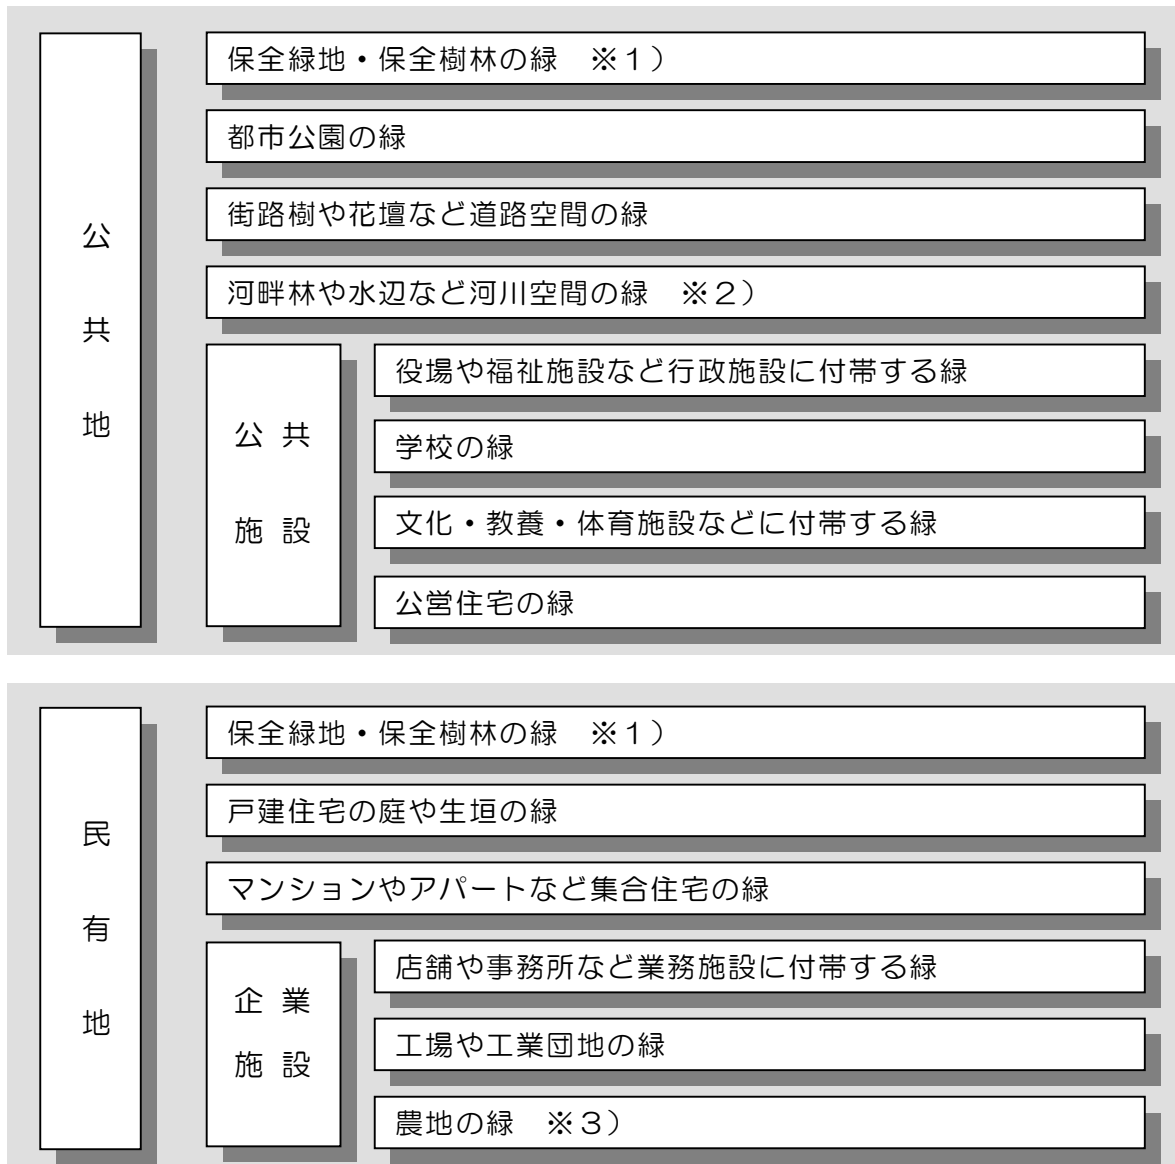 公共地
保全緑地・保全樹林の緑　※１）
都市公園の緑
街路樹や花壇など道路空間の緑
河畔林や水辺など河川空間の緑　※２）
公共
施設
役場や福祉施設など行政施設に付帯する緑
学校の緑
文化・教養・体育施設などに付帯する緑
公営住宅の緑
民有地
保全緑地・保全樹林の緑　※１）
戸建住宅の庭や生垣の緑
マンションやアパートなど集合住宅の緑
企業
施設
店舗や事務所など業務施設に付帯する緑
工場や工業団地の緑
農地の緑　※３）